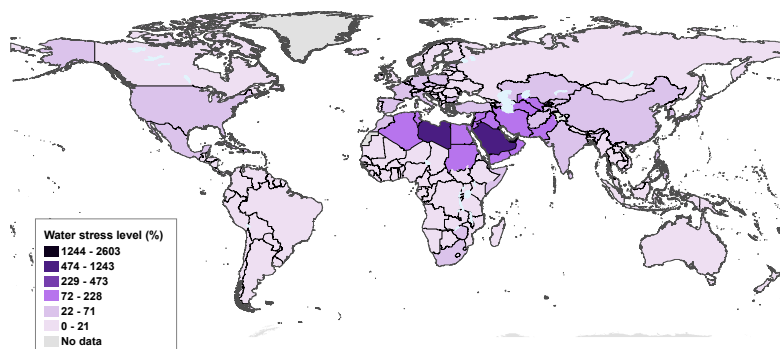 Water stress level (%)
1244 - 2603
474 - 1243
229 - 473
72 - 228
22 - 71
0 - 21
No data